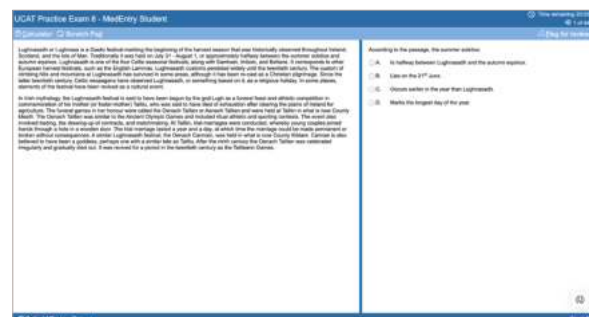 UCAT Practice Exam 6 - MedEntry Student
Time remaining
Calculator Scratch Pad
Flag for review
Lughnasadh or Lughnasa is a Gaelic festival marking the beginning of the harvest season that was historically observed throughout Ireland,
Scotland, and the Isle of Man. Traditionally it was held on July 31 - August 1, or approximately halfway between the summer solstice and
autumn equinox. Lughnasadh is one of the four Celtic seasonal festivals, along with Samhain, Imbolc, and Beltane. It corresponds to other
European harvest festivals, such as the English Lammas. Lughnasadh customs persisted widely until the twentieth century. The custom of
climbing hills and mountains at Lughnasadh has survived in some areas, although it has been re-cast as a Christian pilgrimage. Since the
latter twentieth century, Celtic neopagans have observed Lughnasadh, or something based on it, as a religious holiday. In some places,
elements of the festival have been revived as a cultural event.
In Irish mythology, the Lughnasadh festival is said to have been begun by the god Lugh as a funeral feast and athletic competition in
commemoration of his mother (or foster-mother) Tailtiu, who was said to have died of exhaustion after clearing the plains of Ireland for
agriculture. The funeral games in her honour were called the Óenach Tailten or Áenach Tailten and were held at Tailtin in what is now County
Meath. The Óenach Tailten was similar to the Ancient Olympic Games and included ritual athletic and sporting contests. The event also
involved trading, the drawing-up of contracts, and matchmaking. At Tailtin, trial marriages were conducted, whereby young couples joined
hands through a hole in a wooden door. The trial marriage lasted a year and a day, at which time the marriage could be made permanent or
broken without consequences. A similar Lughnasadh festival, the Óenach Carmain, was held in what is now County Kildare. Carman is also
believed to have been a goddess, perhaps one with a similar tale as Tailtiu. After the ninth century the Óenach Tailten was celebrated
irregularly and gradually died out. It was revived for a period in the twentieth century as the Tailteann Games.
According to the passage, the summer solstice:
A. Is halfway between Lughnasadh and the autumn equinox.
B. Lies on the 21st June.
C. Occurs earlier in the year than Lughnasadh.
D. Marks the longest day of the year.